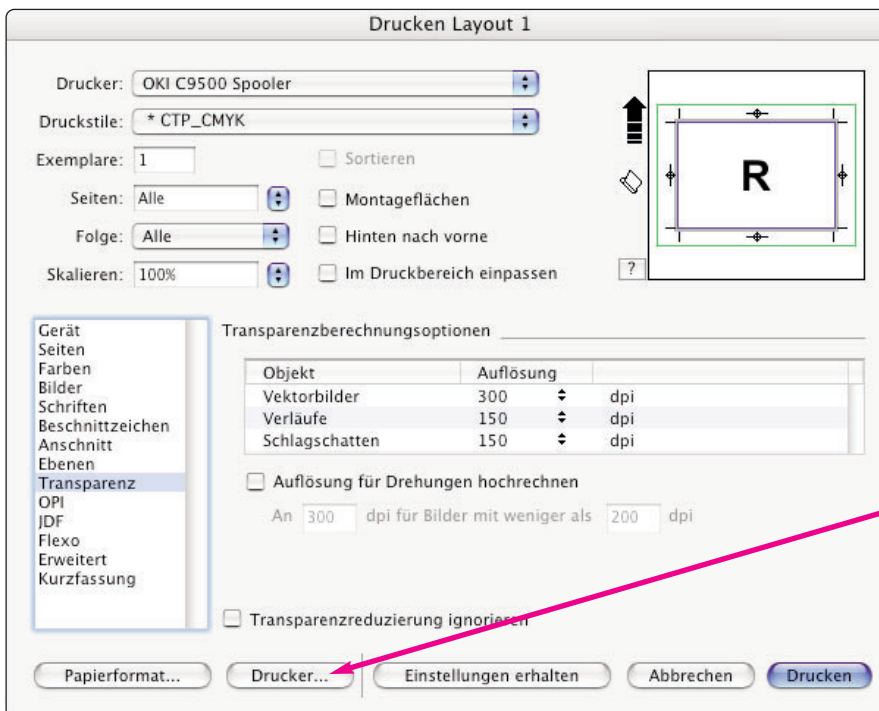 Drucken Layout 1
Drucker: OKI C9500 Spooler
Druckstile: * CTP_CMYK
Exemplare: 1 Sortieren
Seiten: Alle Montageflächen
Folge: Alle Hinten nach vorne
Skalieren: 100% Im Druckbereich einpassen
R
?
Gerät
Seiten
Farben
Bilder
Schriften
Beschnittzeichen
Anschnitt
Ebenen
Transparenz
OPI
JDF
Flexo
Erweitert
Kurzfassung
Transparenzberechnungsoptionen
Objekt Auflösung
Vektorbilder 300 dpi
Verläufe 150 dpi
Schlagschatten 150 dpi
Auflösung für Drehungen hochrechnen
An 300 dpi für Bilder mit weniger als 200 dpi
Transparenzreduzierung ignorieren
Papierformat... Drucker... Einstellungen erhalten Abbrechen Drucken